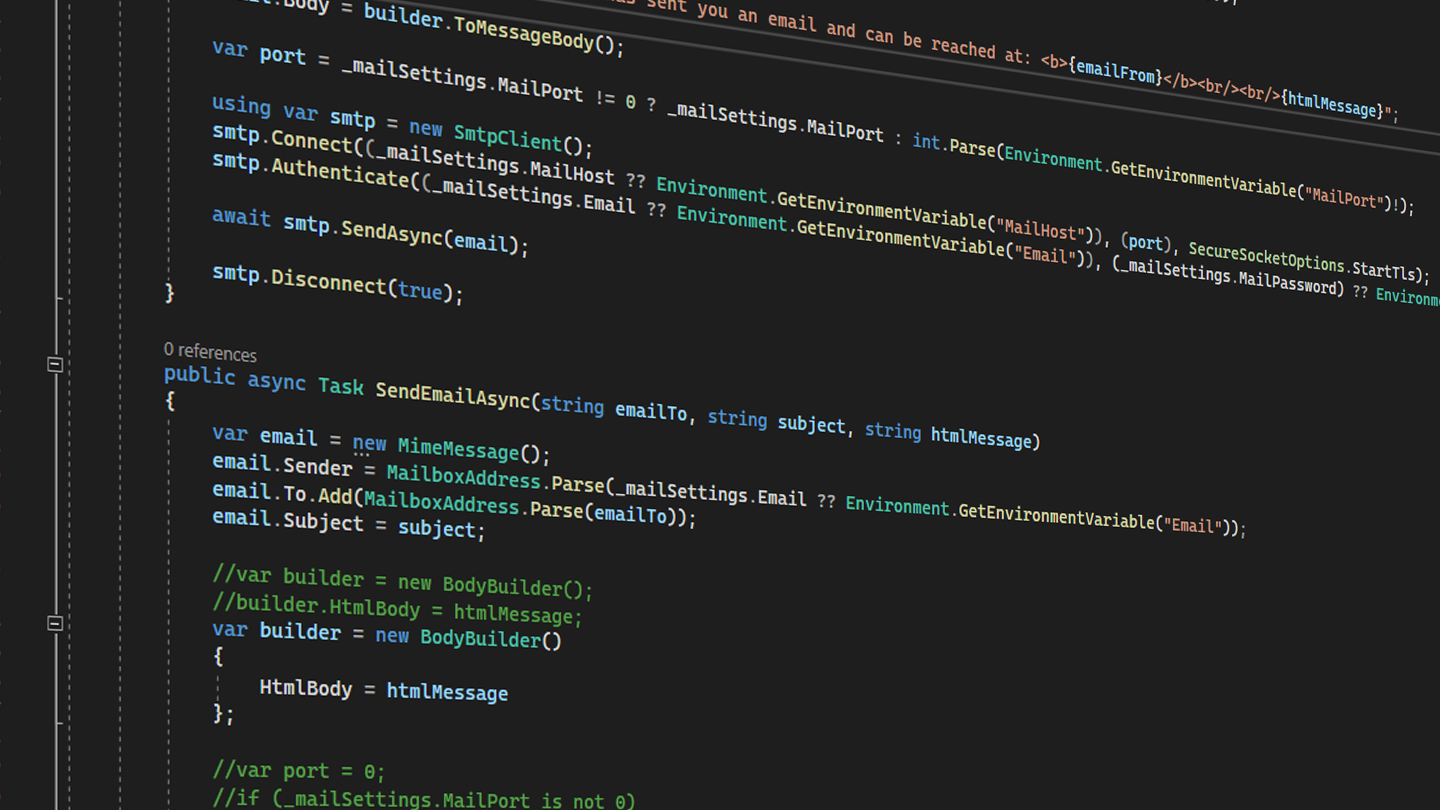 sent you an email and can be reached at: <b>{emailFrom}</b><br/><br/>{htmlMessage}";
Body = builder.ToMessageBody();
var port = _mailSettings.MailPort != 0 ? _mailSettings.MailPort : int.Parse(Environment.GetEnvironmentVariable("MailPort")!);
using var smtp = new SmtpClient();
smtp.Connect((_mailSettings.MailHost ?? Environment.GetEnvironmentVariable("MailHost")), (port), SecureSocketOptions.StartTls);
smtp.Authenticate((_mailSettings.Email ?? Environment.GetEnvironmentVariable("Email")), (_mailSettings.MailPassword) ?? Environm
await smtp.SendAsync(email);
smtp.Disconnect(true);
}
0 references
public async Task SendEmailAsync(string emailTo, string subject, string htmlMessage)
{
var email = new MimeMessage();
email.Sender = MailboxAddress.Parse(_mailSettings.Email ?? Environment.GetEnvironmentVariable("Email"));
email.To.Add(MailboxAddress.Parse(emailTo));
email.Subject = subject;
//var builder = new BodyBuilder();
//builder.HtmlBody = htmlMessage;
var builder = new BodyBuilder()
{
HtmlBody = htmlMessage
};
//var port = 0;
//if (_mailSettings.MailPort is not 0)